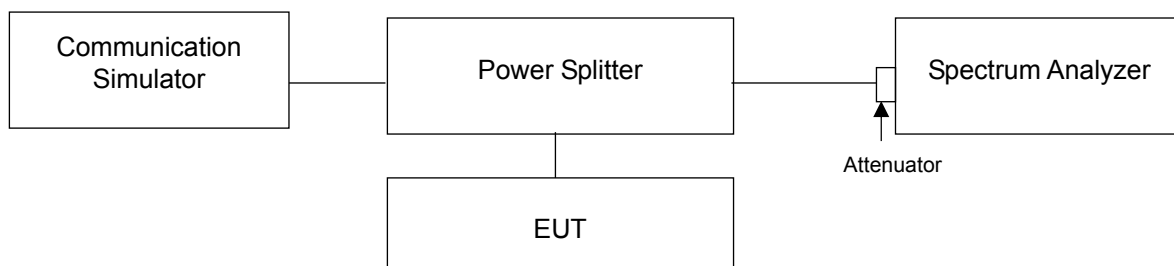 Communication
Simulator
Power Splitter
Spectrum Analyzer
Attenuator
EUT